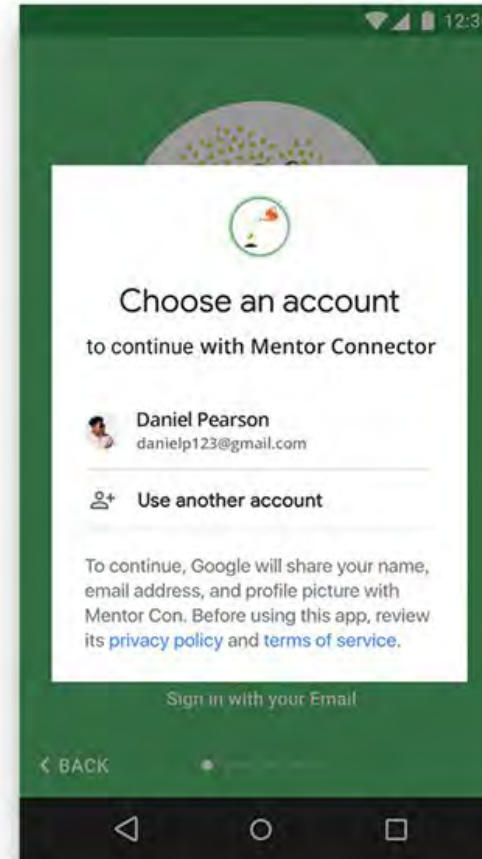 12:3
Choose an account
to continue with Mentor Connector
Daniel Pearson
danielp123@gmail.com
Use another account
To continue, Google will share your name,
email address, and profile picture with
Mentor Con. Before using this app, review
its privacy policy and terms of service.
Sign in with your Email
< BACK